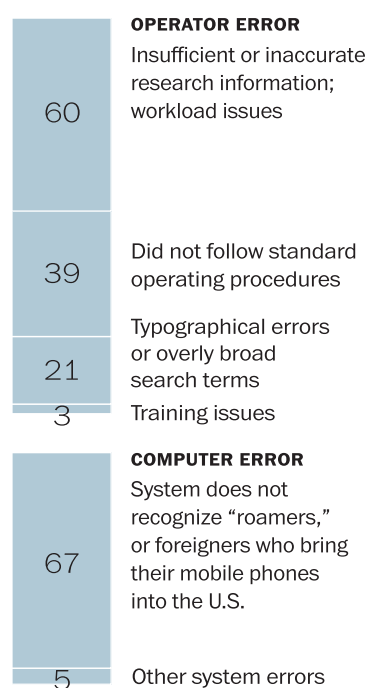 OPERATOR ERROR
Insufficient or inaccurate
research information;
workload issues
60
Did not follow standard
operating procedures
39
Typographical errors
or overly broad
search terms
21
Training issues
3
COMPUTER ERROR
System does not
recognize “roamers,”
or foreigners who bring
their mobile phones
into the U.S.
67
Other system errors
5